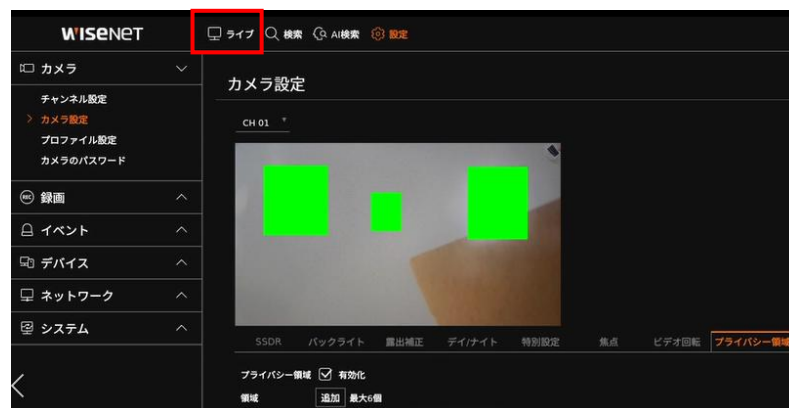 WISENET
ライブ 検索 AI検索 設定
カメラ
チャンネル設定
カメラ設定
プロファイル設定
カメラのパスワード
録画
イベント
デバイス
ネットワーク
システム
カメラ設定
CH 01
SSDR バックライト 露出補正 デイ/ナイト 特別設定 焦点 ビデオ回転 プライバシー領域
プライバシー領域 有効化
領域 追加 最大6個